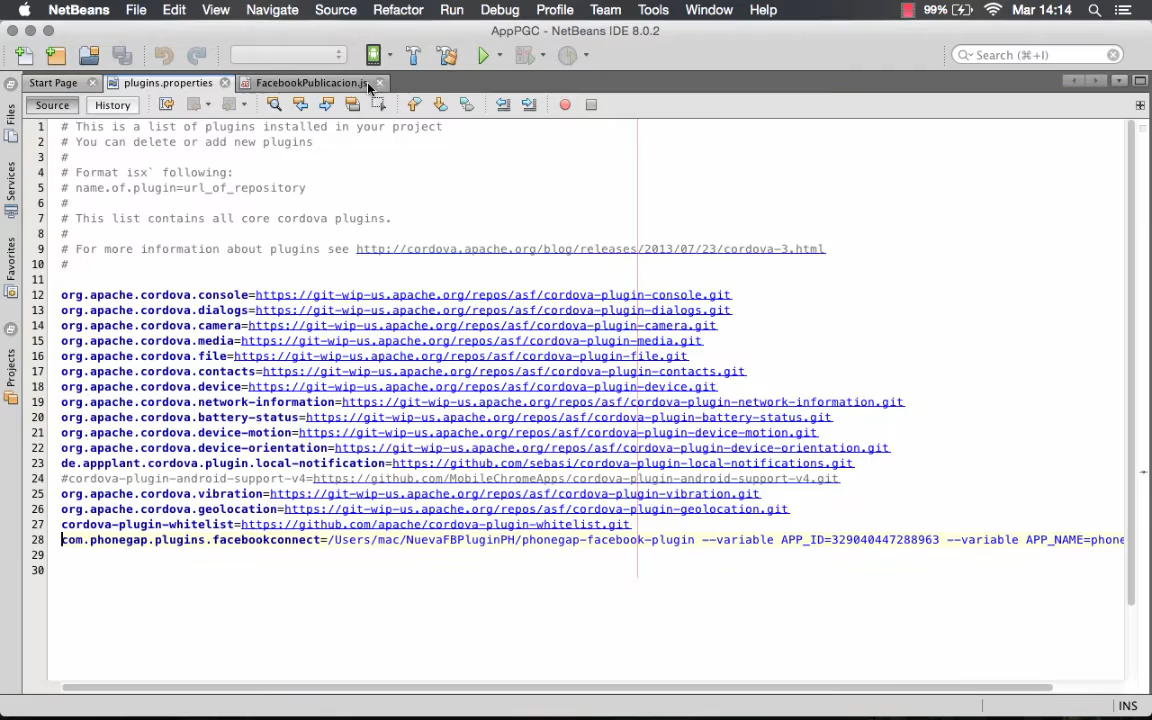 NetBeans File Edit View Navigate Source Refactor Run Debug Profile Team Tools Window Help 99% Mar 14:14
AppPGC - NetBeans IDE 8.0.2
Search (⌘+I)
Start Page plugins.properties FacebookPublicacion.js
Source History
Files
Services
Favorites
Projects
1 # This is a list of plugins installed in your project
2 # You can delete or add new plugins
3 #
4 # Format isx` following:
5 # name.of.plugin=url_of_repository
6 #
7 # This list contains all core cordova plugins.
8 #
9 # For more information about plugins see http://cordova.apache.org/blog/releases/2013/07/23/cordova-3.html
10 #
11
12 org.apache.cordova.console=https://git-wip-us.apache.org/repos/asf/cordova-plugin-console.git
13 org.apache.cordova.dialogs=https://git-wip-us.apache.org/repos/asf/cordova-plugin-dialogs.git
14 org.apache.cordova.camera=https://git-wip-us.apache.org/repos/asf/cordova-plugin-camera.git
15 org.apache.cordova.media=https://git-wip-us.apache.org/repos/asf/cordova-plugin-media.git
16 org.apache.cordova.file=https://git-wip-us.apache.org/repos/asf/cordova-plugin-file.git
17 org.apache.cordova.contacts=https://git-wip-us.apache.org/repos/asf/cordova-plugin-contacts.git
18 org.apache.cordova.device=https://git-wip-us.apache.org/repos/asf/cordova-plugin-device.git
19 org.apache.cordova.network-information=https://git-wip-us.apache.org/repos/asf/cordova-plugin-network-information.git
20 org.apache.cordova.battery-status=https://git-wip-us.apache.org/repos/asf/cordova-plugin-battery-status.git
21 org.apache.cordova.device-motion=https://git-wip-us.apache.org/repos/asf/cordova-plugin-device-motion.git
22 org.apache.cordova.device-orientation=https://git-wip-us.apache.org/repos/asf/cordova-plugin-device-orientation.git
23 de.appplant.cordova.plugin.local-notification=https://github.com/sebasi/cordova-plugin-local-notifications.git
24 #cordova-plugin-android-support-v4=https://github.com/MobileChromeApps/cordova-plugin-android-support-v4.git
25 org.apache.cordova.vibration=https://git-wip-us.apache.org/repos/asf/cordova-plugin-vibration.git
26 org.apache.cordova.geolocation=https://git-wip-us.apache.org/repos/asf/cordova-plugin-geolocation.git
27 cordova-plugin-whitelist=https://github.com/apache/cordova-plugin-whitelist.git
28 com.phonegap.plugins.facebookconnect=/Users/mac/NuevaFBPluginPH/phonegap-facebook-plugin --variable APP_ID=329040447288963 --variable APP_NAME=phone
29
30
INS